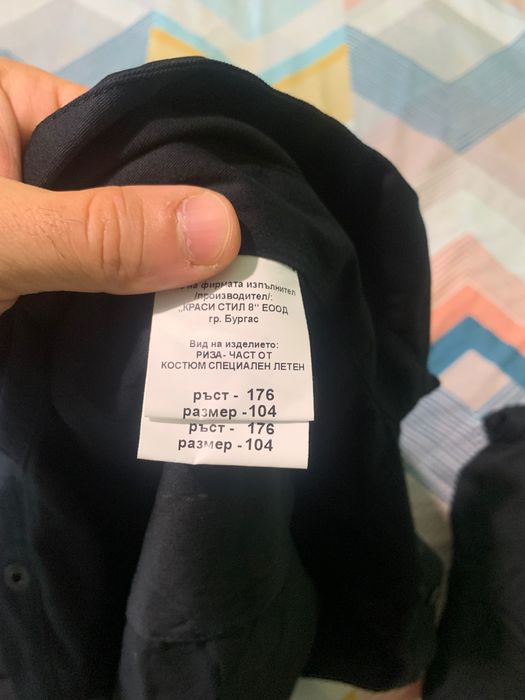 на фирмата изпълнител
/производител/:
„КРАСИ СТИЛ 8" ЕООД
гр. Бургас
Вид на изделието:
РИЗА- ЧАСТ ОТ
КОСТЮМ СПЕЦИАЛЕН ЛЕТЕН
ръст - 176
размер -104
ръст - 176
размер -104